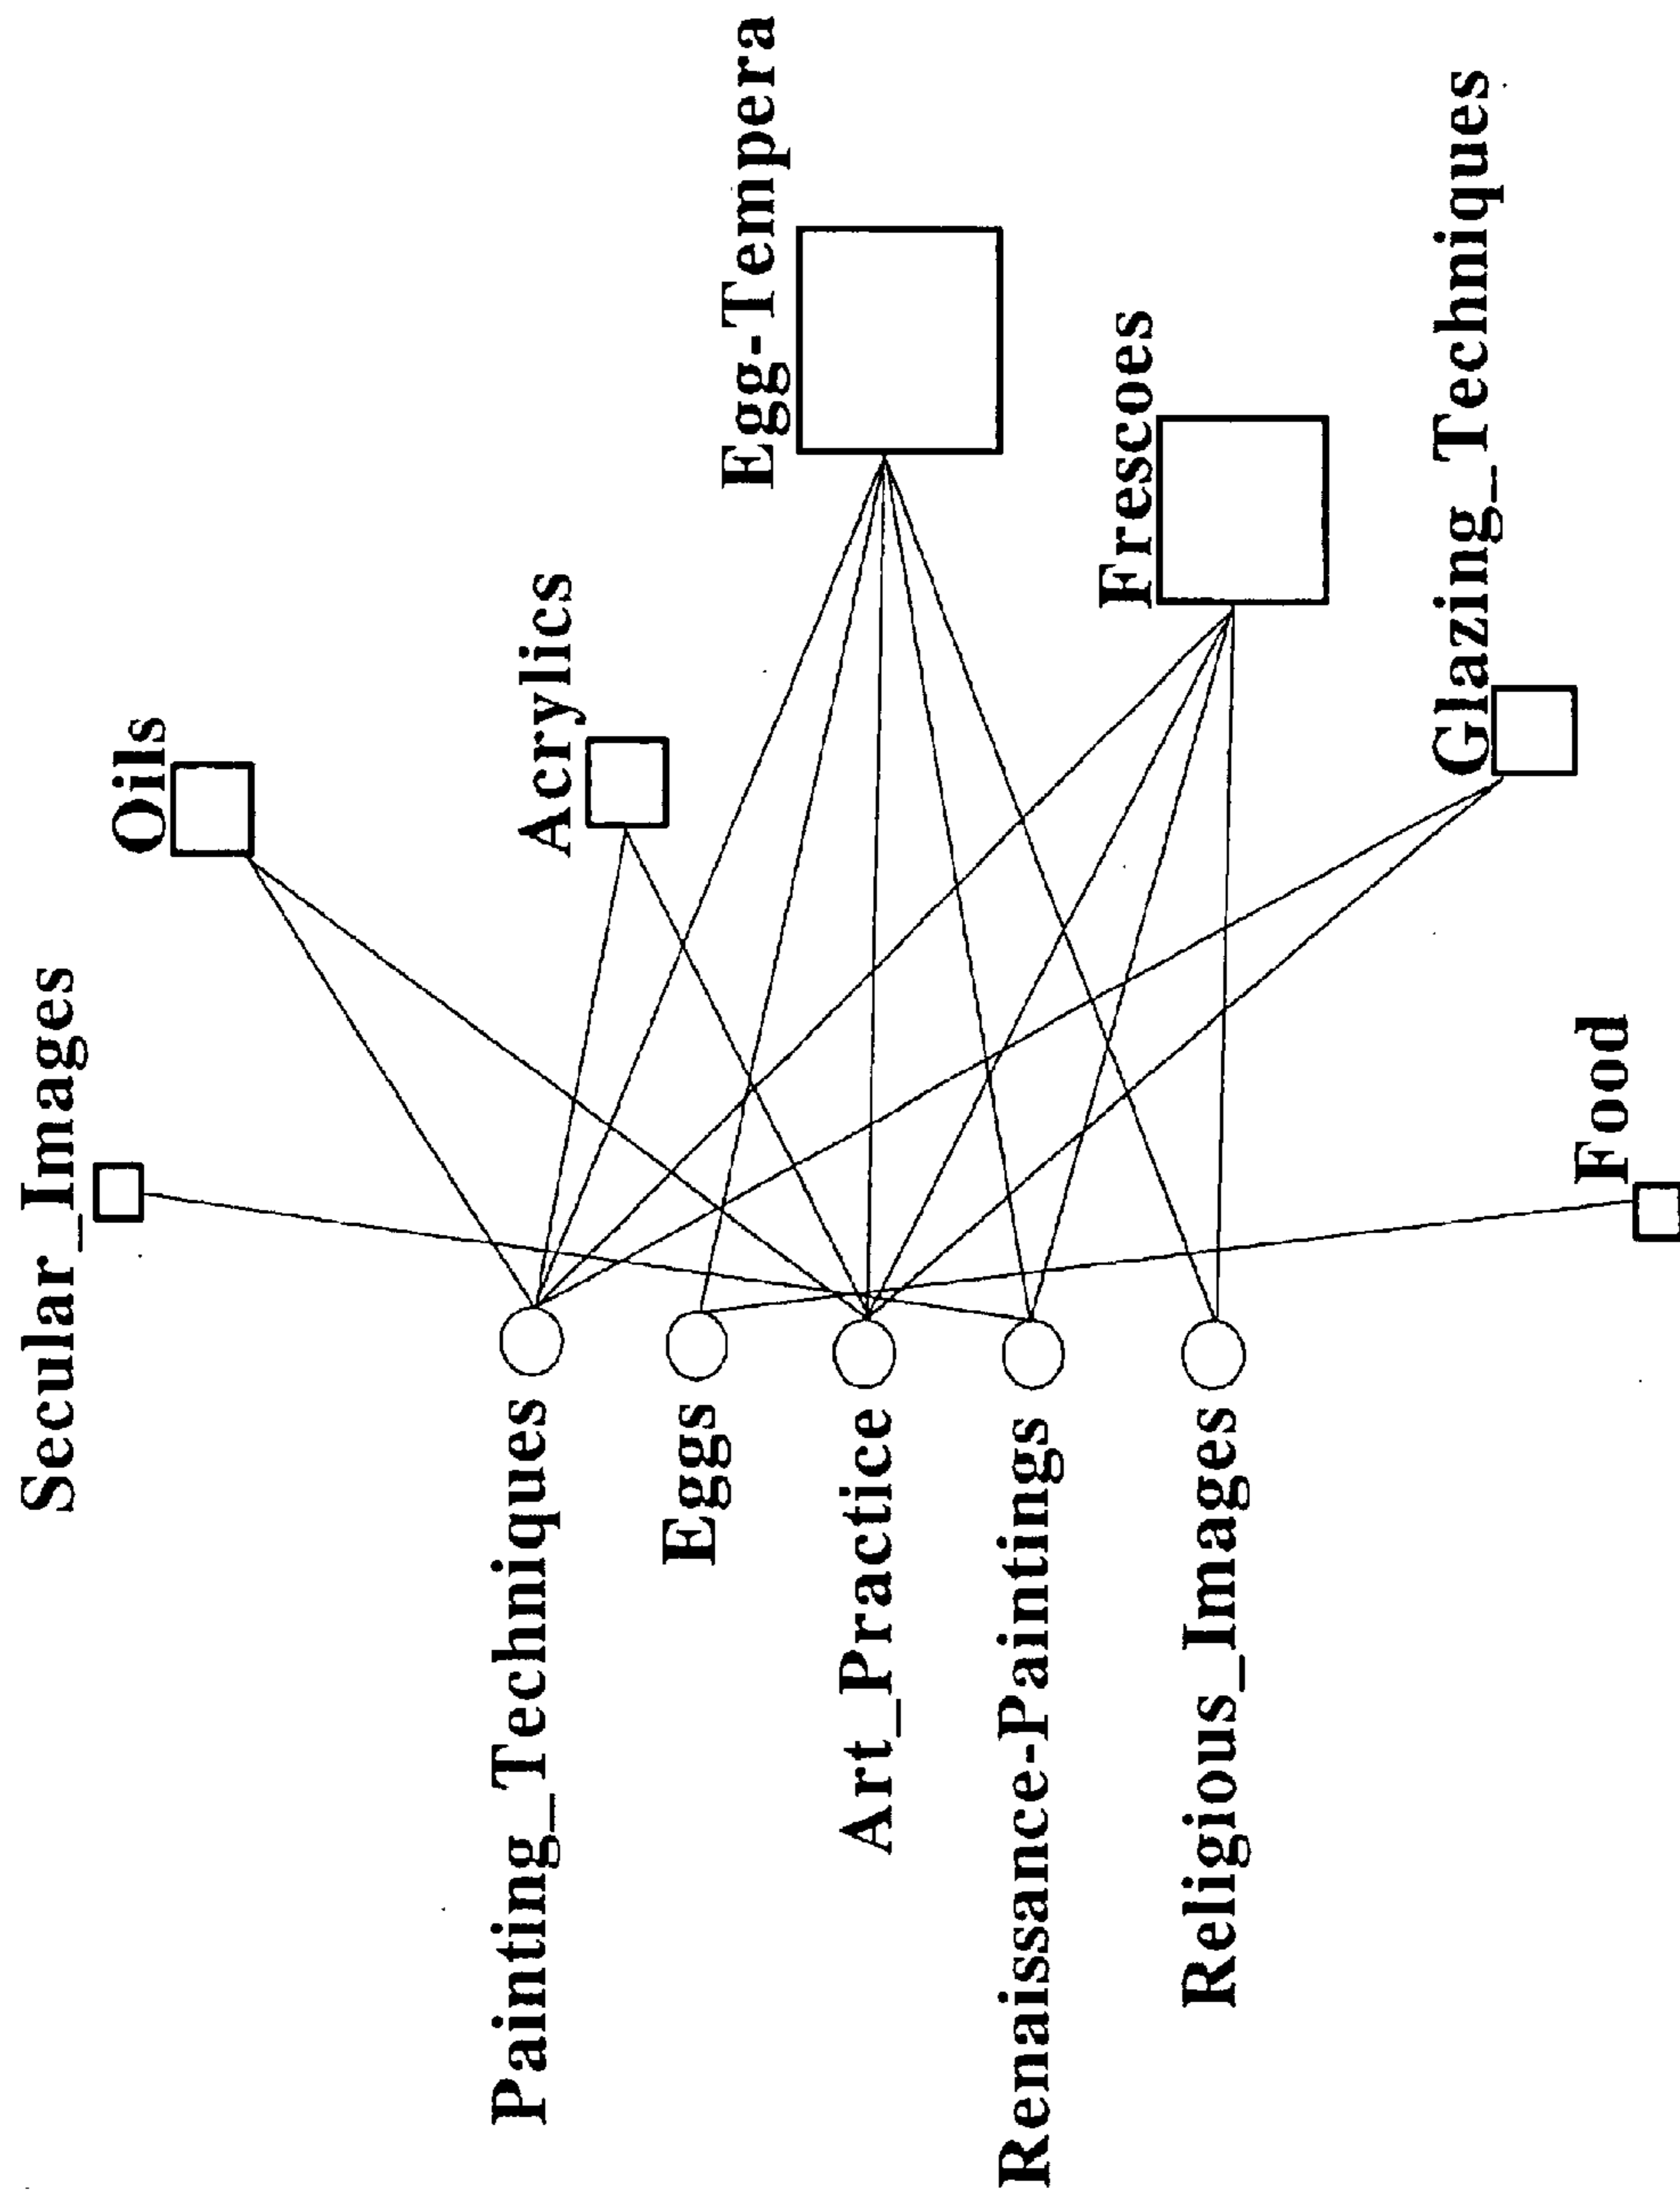 Secular_Images
Oils
Acrylics
Egg-Tempera
Frescoes
Glazing_Techniques
Food
Painting_Techniques
Eggs
Art_Practice
Renaissance-Paintings
Religious_Images